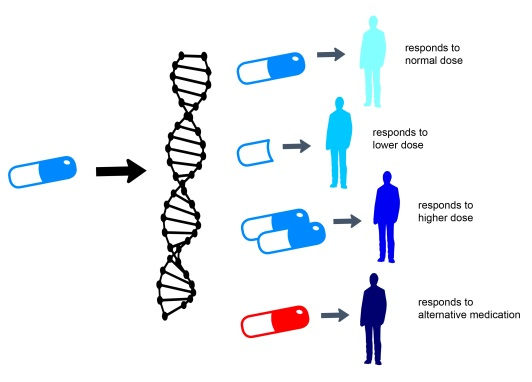 responds to
normal dose
responds to
lower dose
responds to
higher dose
responds to
alternative medication